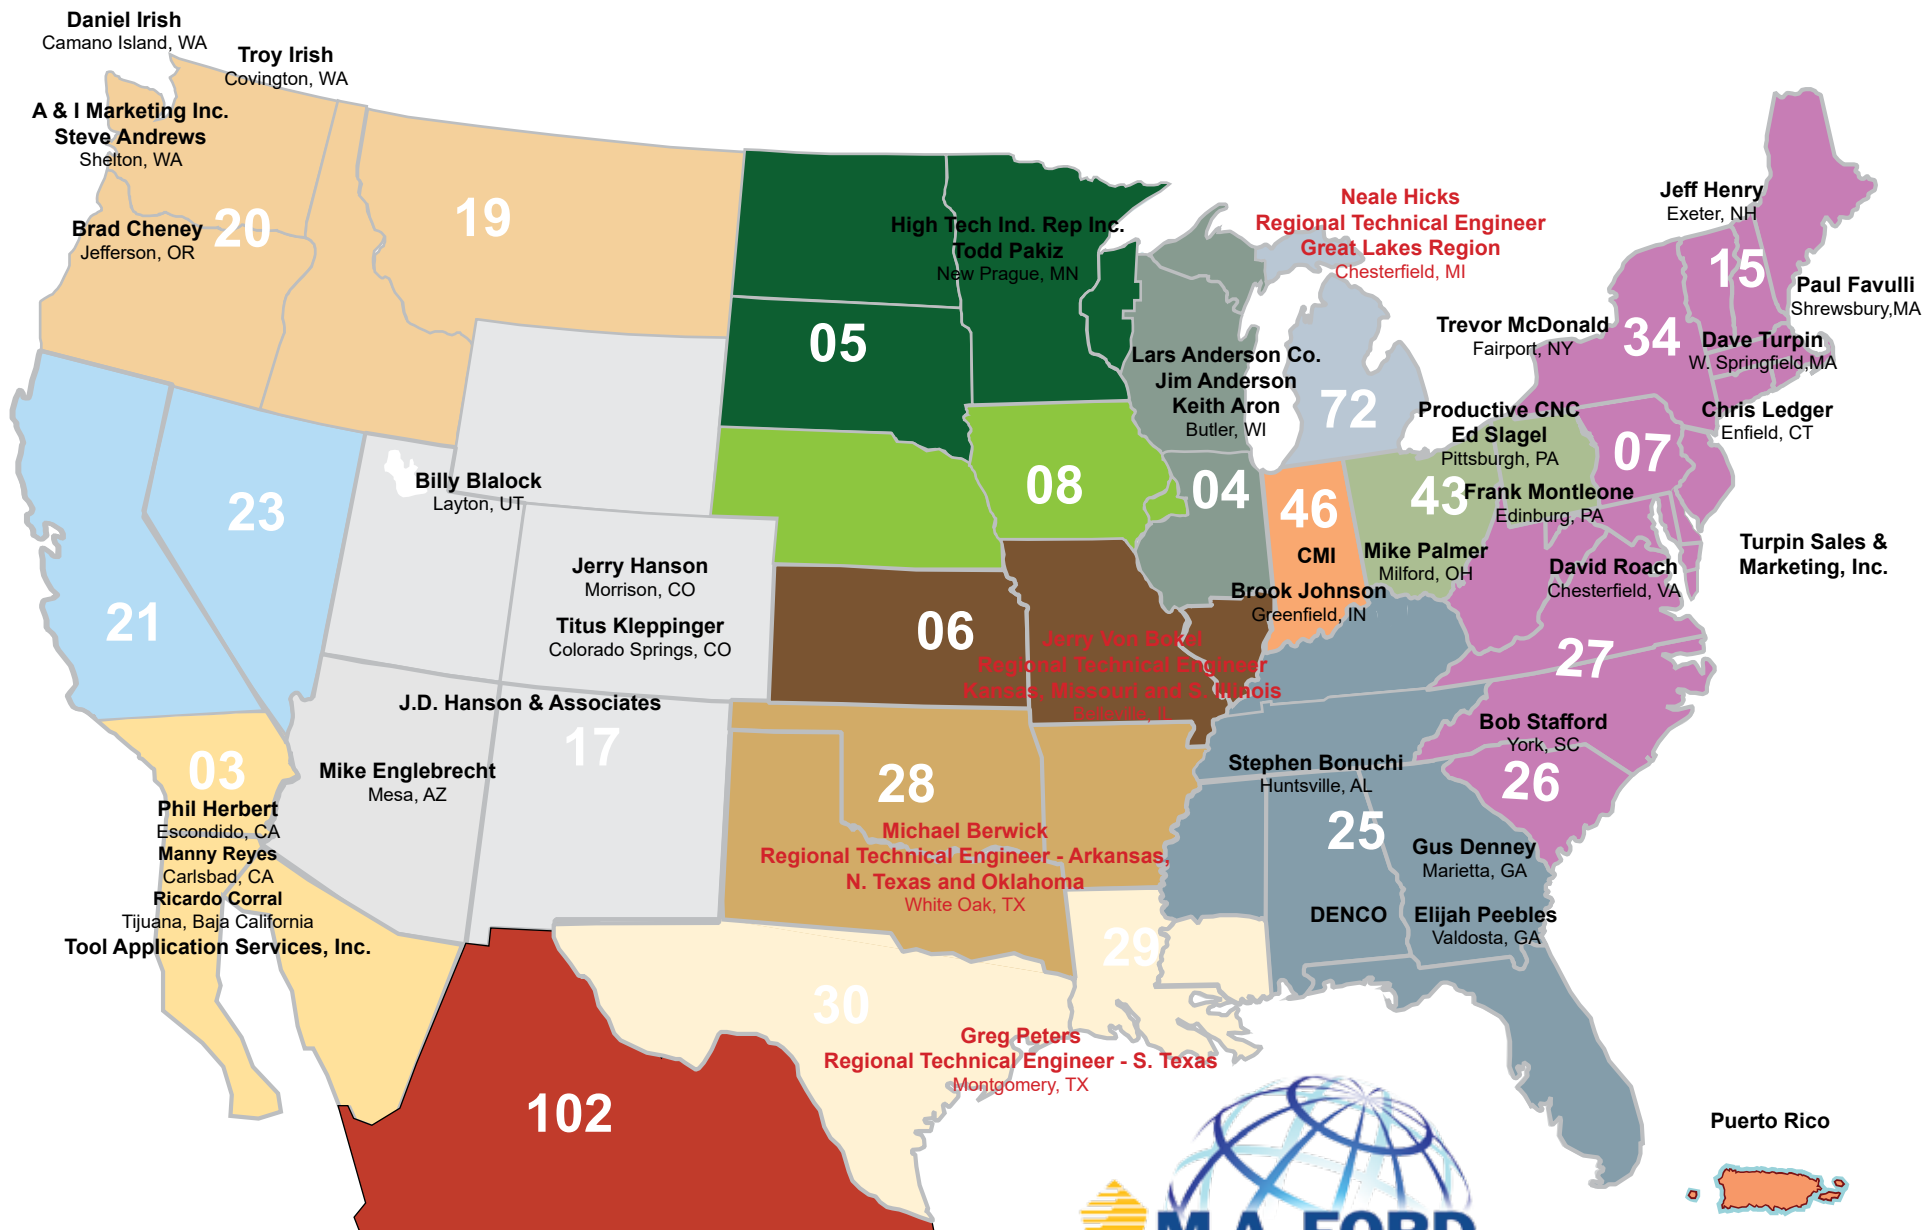 Daniel Irish
Camano Island, WA
Troy Irish
Covington, WA
A & I Marketing Inc.
Steve Andrews
Shelton, WA
Brad Cheney
Jefferson, OR
20
19
High Tech Ind. Rep Inc.
Todd Pakiz
New Prague, MN
05
Neale Hicks
Regional Technical Engineer
Great Lakes Region
Chesterfield, MI
Jeff Henry
Exeter, NH
15
Paul Favulli
Shrewsbury,MA
Trevor McDonald
Fairport, NY
34
Dave Turpin
W. Springfield,MA
Lars Anderson Co.
Jim Anderson
Keith Aron
Butler, WI
72
Productive CNC
Ed Slagel
Pittsburgh, PA
Chris Ledger
Enfield, CT
07
Billy Blalock
Layton, UT
23
08
04
46
43
Frank Montleone
Edinburg, PA
CMI
Mike Palmer
Milford, OH
Turpin Sales &
Marketing, Inc.
David Roach
Chesterfield, VA
Jerry Hanson
Morrison, CO
Brook Johnson
Greenfield, IN
21
Titus Kleppinger
Colorado Springs, CO
06
Jerry Von Bokel
Regional Technical Engineer
Kansas, Missouri and S. Illinois
Belleville, IL
27
J.D. Hanson & Associates
17
Bob Stafford
York, SC
26
03
Phil Herbert
Escondido, CA
Manny Reyes
Carlsbad, CA
Ricardo Corral
Tijuana, Baja California
Tool Application Services, Inc.
Mike Englebrecht
Mesa, AZ
28
Michael Berwick
Regional Technical Engineer - Arkansas,
N. Texas and Oklahoma
White Oak, TX
Stephen Bonuchi
Huntsville, AL
25
Gus Denney
Marietta, GA
DENCO
Elijah Peebles
Valdosta, GA
29
30
Greg Peters
Regional Technical Engineer - S. Texas
Montgomery, TX
102
Puerto Rico
M.A. FORD